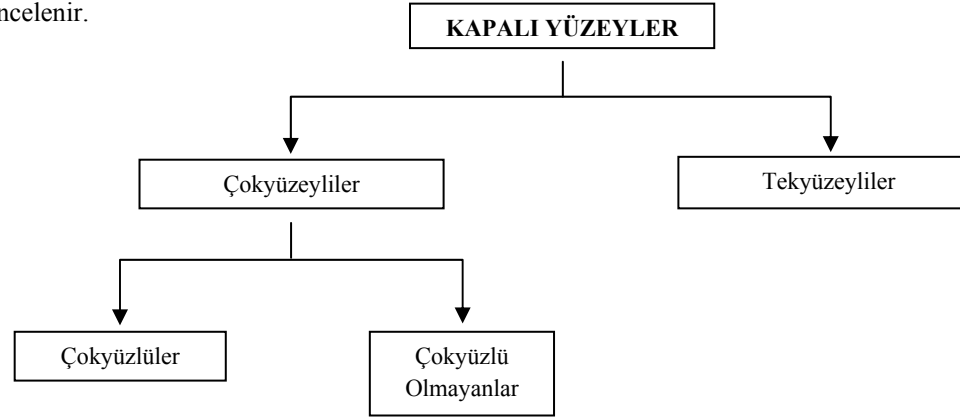 ncelenir.
KAPALI YÜZEYLER
Çokyüzeyliler
Tekyüzeyliler
Çokyüzlüler
Çokyüzlü
Olmayanlar